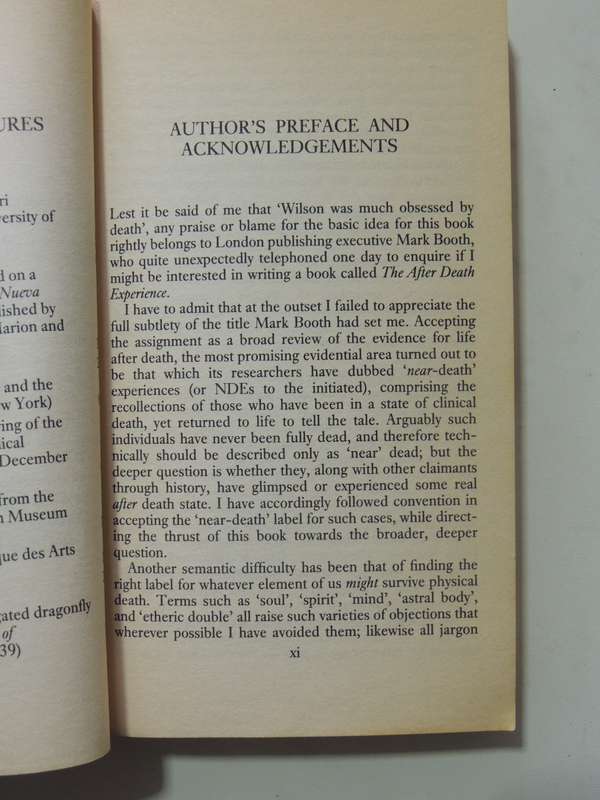 URES
ri
ersity of
d on a
Nueva
lished by
Marion and
and the
w York)
ring of the
ical
December
from the
n Museum
que des Arts
gated dragonfly
of
39)
AUTHOR'S PREFACE AND
ACKNOWLEDGEMENTS
Lest it be said of me that ‘Wilson was much obsessed by
death’, any praise or blame for the basic idea for this book
rightly belongs to London publishing executive Mark Booth,
who quite unexpectedly telephoned one day to enquire if I
might be interested in writing a book called The After Death
Experience.
I have to admit that at the outset I failed to appreciate the
full subtlety of the title Mark Booth had set me. Accepting
the assignment as a broad review of the evidence for life
after death, the most promising evidential area turned out to
be that which its researchers have dubbed ‘near-death’
experiences (or NDEs to the initiated), comprising the
recollections of those who have been in a state of clinical
death, yet returned to life to tell the tale. Arguably such
individuals have never been fully dead, and therefore tech-
nically should be described only as ‘near’ dead; but the
deeper question is whether they, along with other claimants
through history, have glimpsed or experienced some real
after death state. I have accordingly followed convention in
accepting the ‘near-death’ label for such cases, while direct-
ing the thrust of this book towards the broader, deeper
question.
Another semantic difficulty has been that of finding the
right label for whatever element of us might survive physical
death. Terms such as ‘soul’, ‘spirit’, ‘mind’, ‘astral body’,
and ‘etheric double’ all raise such varieties of objections that
wherever possible I have avoided them; likewise all jargon
xi